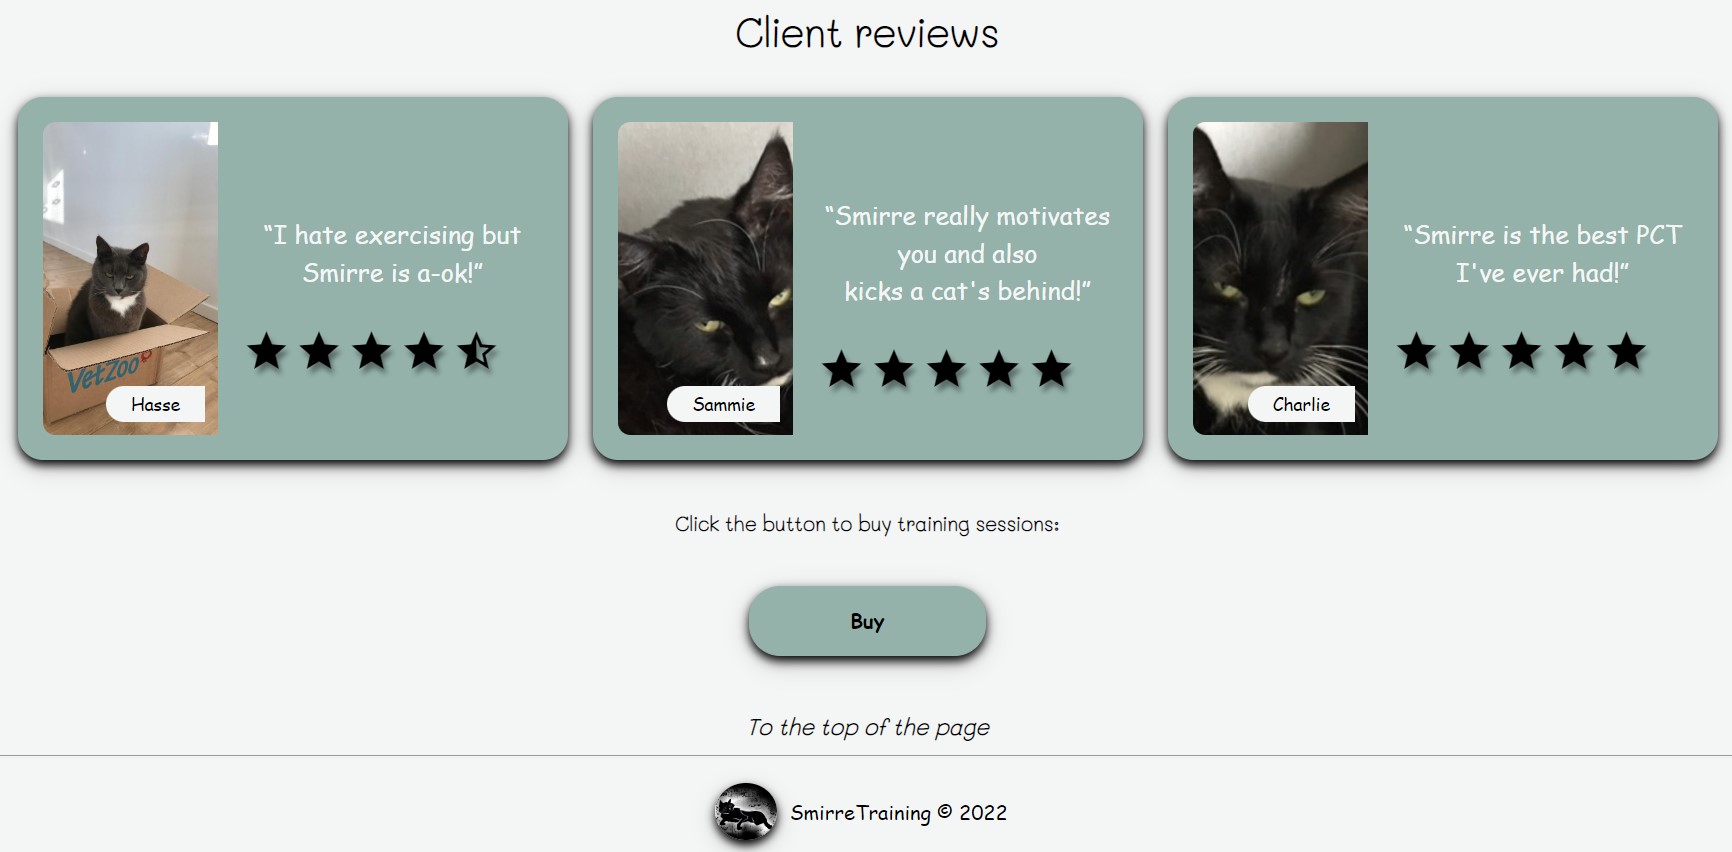 Client reviews
“I hate exercising but
Smirre is a-ok!”
VetZoo
Hasse
“Smirre really motivates
you and also
kicks a cat's behind!”
Sammie
“Smirre is the best PCT
I've ever had!”
Charlie
Click the button to buy training sessions:
Buy
To the top of the page
SmirreTraining © 2022